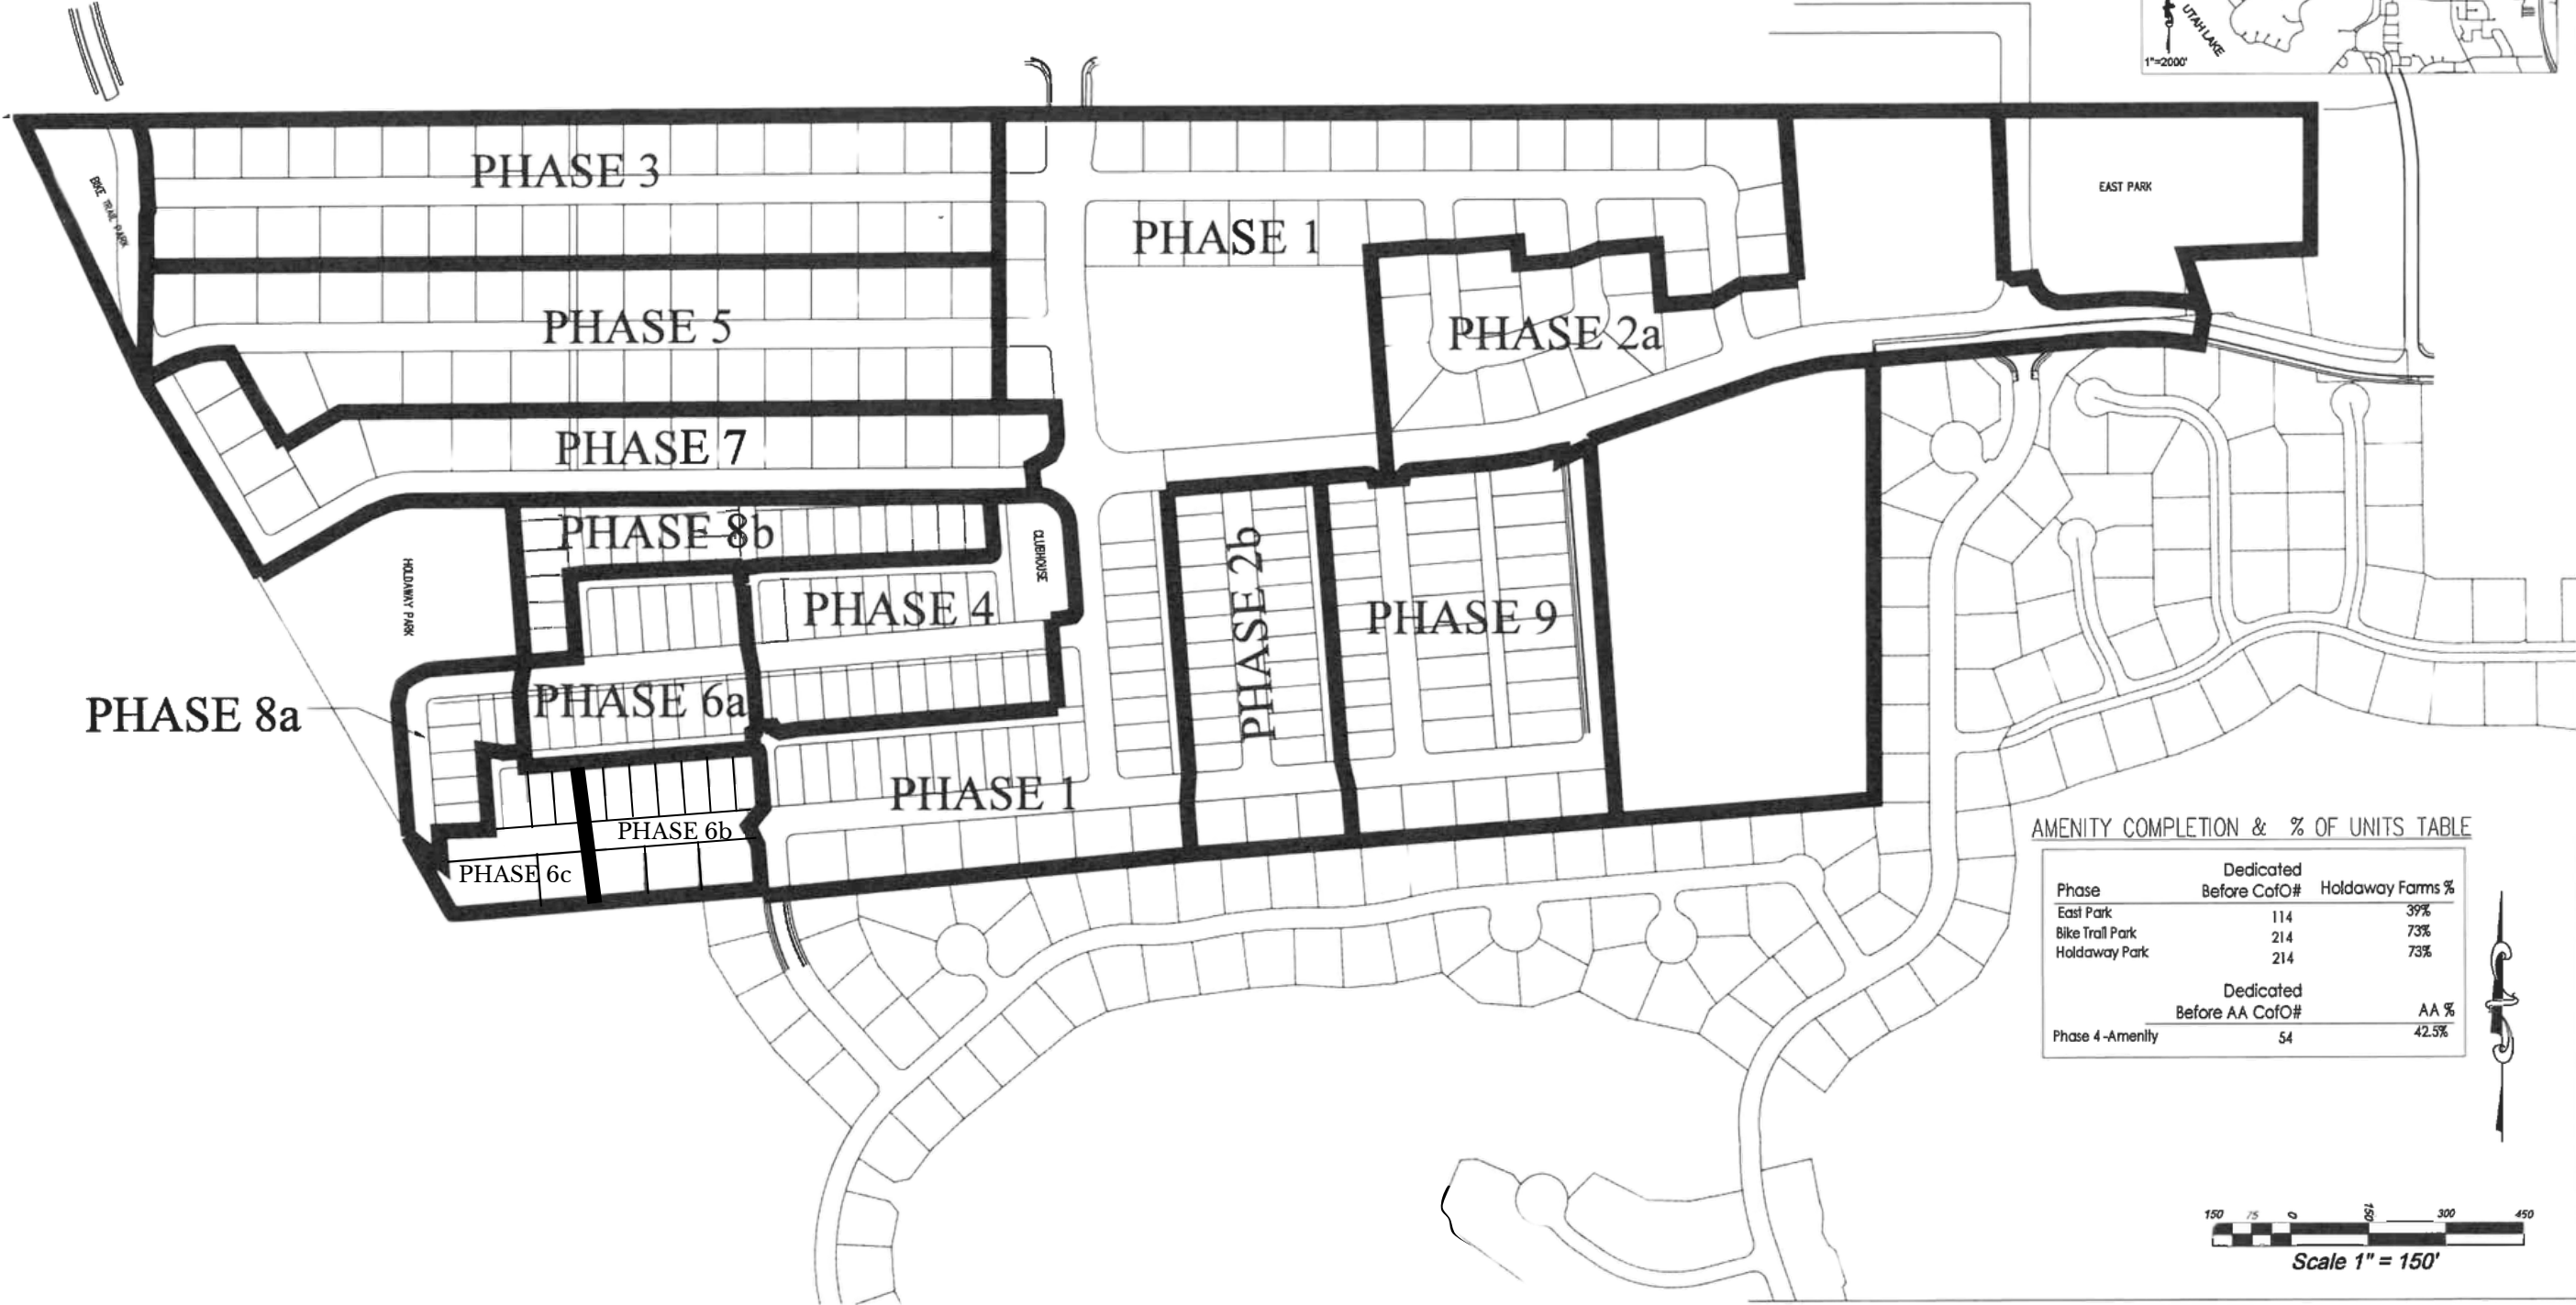 UTAH LAKE
1"=2000'
BIKE TRAIL PARK
PHASE 3
PHASE 1
EAST PARK
PHASE 5
PHASE 2a
PHASE 7
PHASE 8b
CLUBHOUSE
HOLDAWAY PARK
PHASE 4
PHASE 2b
PHASE 9
PHASE 8a
PHASE 6a
PHASE 1
PHASE 6b
PHASE 6c
AMENITY COMPLETION & % OF UNITS TABLE
Dedicated
Phase Before CofO# Holdaway Farms %
East Park 114 39%
Bike Trail Park 214 73%
Holdaway Park 214 73%
Dedicated
Before AA CofO# AA %
Phase 4-Amenity 54 42.5%
150 75 0 150 300 450
Scale 1" = 150'